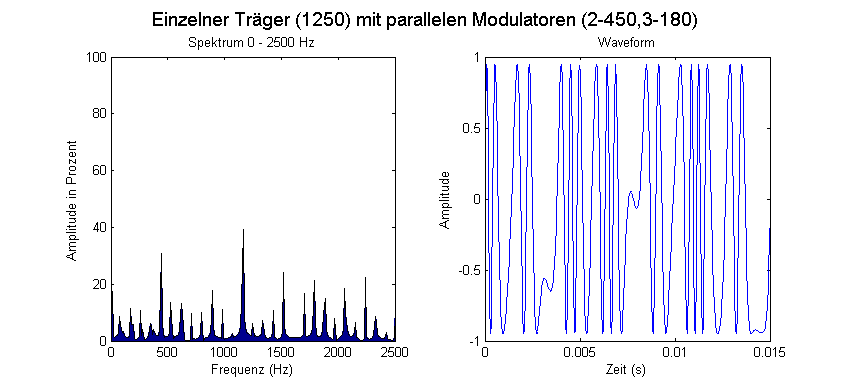 Einzelner Träger (1250) mit parallelen Modulatoren (2-450,3-180)
Spektrum 0 - 2500 Hz
Waveform
100
80
60
40
20
0
Amplitude in Prozent
0 500 1000 1500 2000 2500
Frequenz (Hz)
1
0.5
0
-0.5
-1
Amplitude
0 0.005 0.01 0.015
Zeit (s)